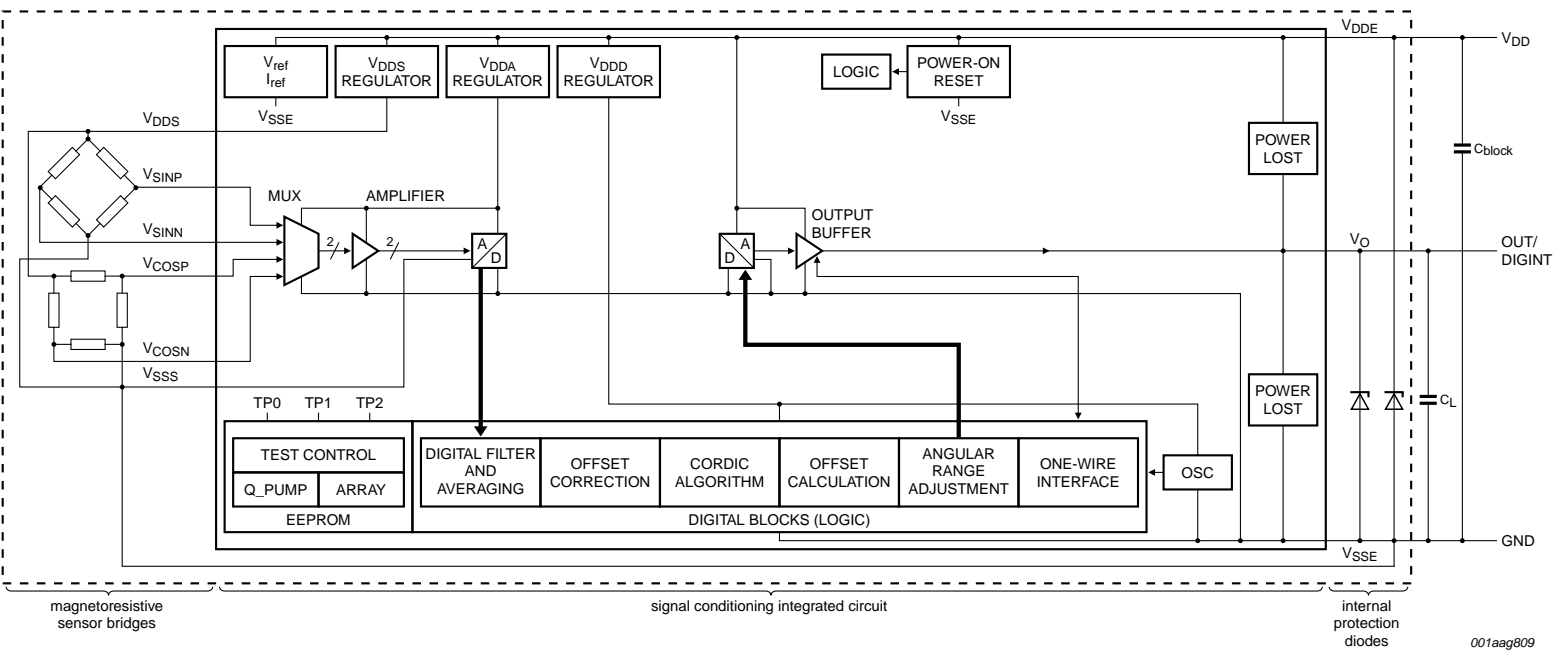 VDDE
VDD
Vref
Iref
VDDS
REGULATOR
VDDA
REGULATOR
VDDD
REGULATOR
LOGIC
POWER-ON
RESET
VSSE
VSSE
VDDS
POWER
LOST
Cblock
VSINP
MUX
AMPLIFIER
OUTPUT
BUFFER
VSINN
2
2
A
D
A
D
VO
OUT/
DIGINT
VCOSP
VCOSN
VSSS
TP0
TP1
TP2
POWER
LOST
CL
TEST CONTROL
Q_PUMP
ARRAY
EEPROM
DIGITAL FILTER
AND
AVERAGING
OFFSET
CORRECTION
CORDIC
ALGORITHM
OFFSET
CALCULATION
ANGULAR
RANGE
ADJUSTMENT
ONE-WIRE
INTERFACE
OSC
DIGITAL BLOCKS (LOGIC)
GND
VSSE
magnetoresistive
sensor bridges
signal conditioning integrated circuit
internal
protection
diodes
001aag809